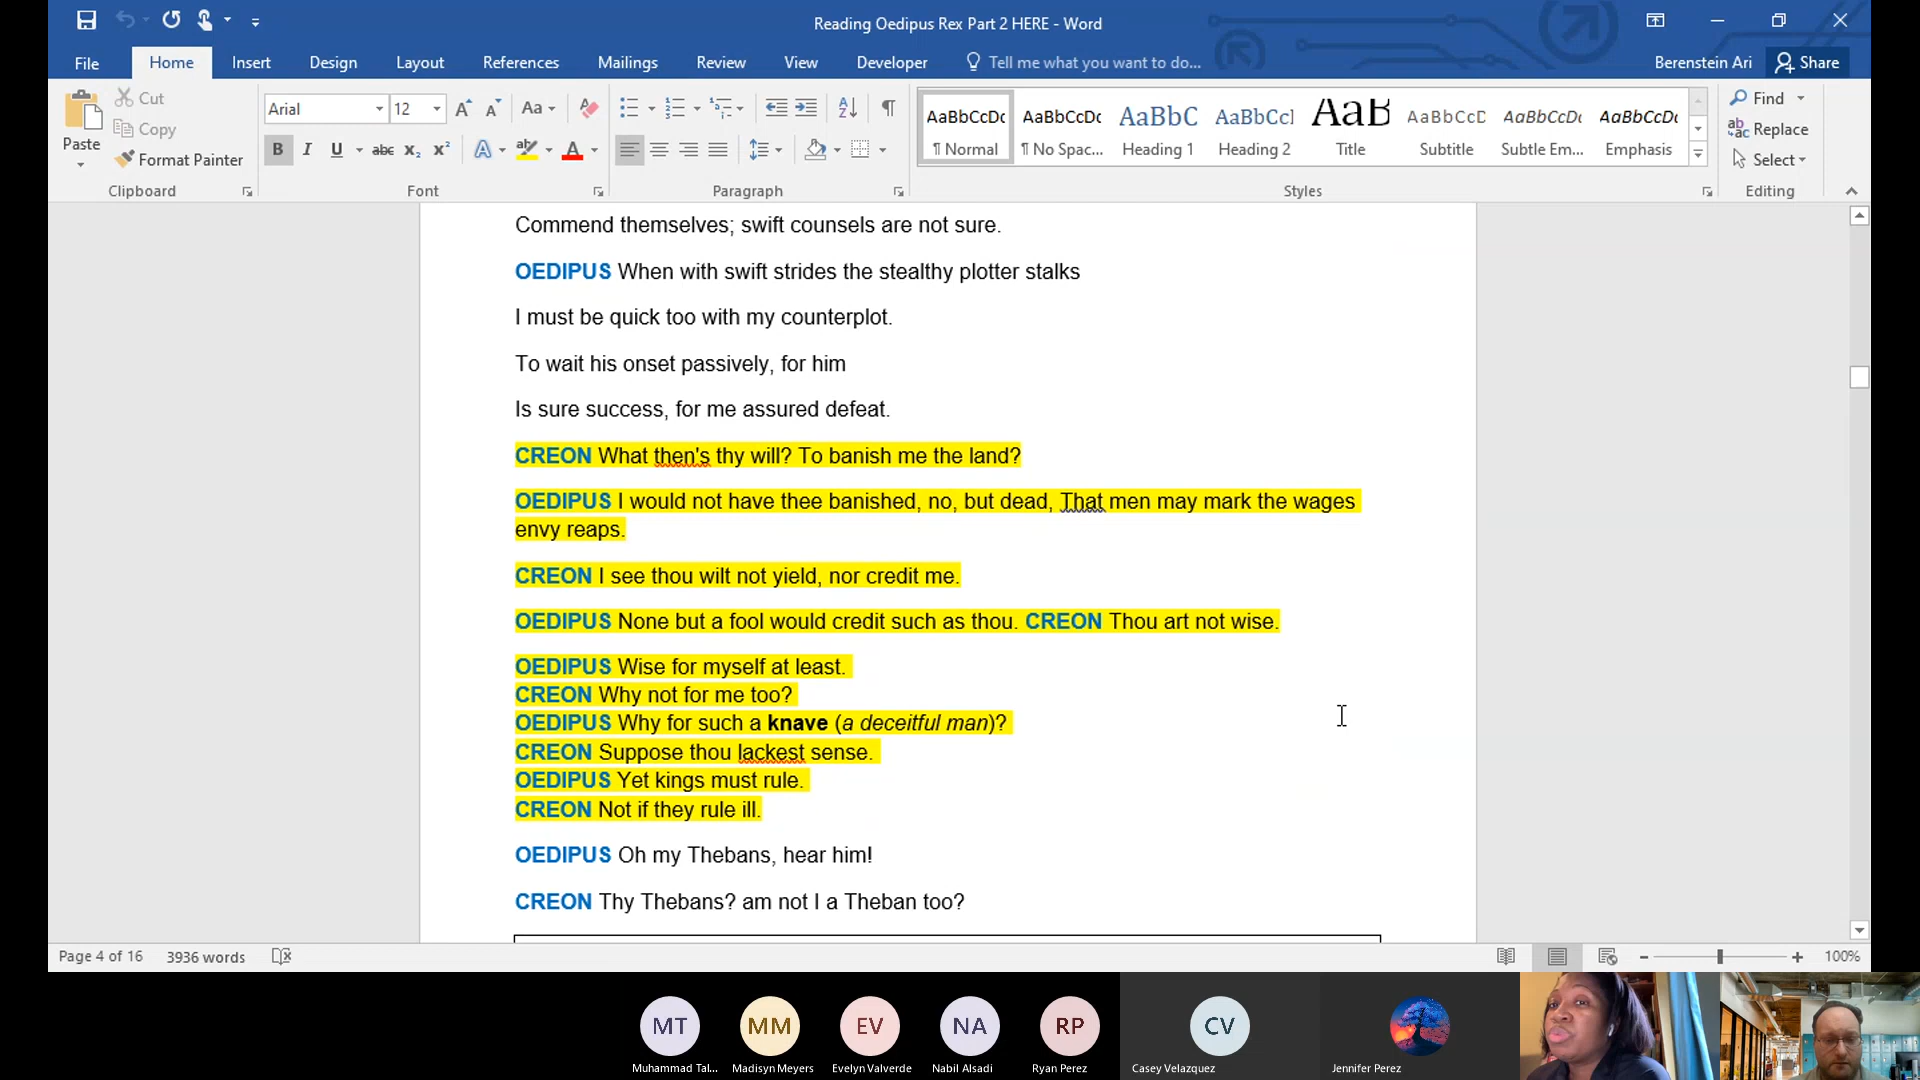 Reading Oedipus Rex Part 2 HERE - Word
File Home Insert Design Layout References Mailings Review View Developer Tell me what you want to do... Berenstein Ari Share
Paste
Cut
Copy
Format Painter
Clipboard
Arial 12 Aa
B I U abc X₂ X² A ab A
Font
Paragraph
AaBbCcDc AaBbCcDc AaBbC AaBbCcl AaB AaBbCcD AaBbCcDc AaBbCcDc
¶ Normal ¶ No Spac... Heading 1 Heading 2 Title Subtitle Subtle Em... Emphasis
Styles
Find
Replace
Select
Editing
Commend themselves; swift counsels are not sure.
OEDIPUS When with swift strides the stealthy plotter stalks
I must be quick too with my counterplot.
To wait his onset passively, for him
Is sure success, for me assured defeat.
CREON What then's thy will? To banish me the land?
OEDIPUS I would not have thee banished, no, but dead, That men may mark the wages
envy reaps.
CREON I see thou wilt not yield, nor credit me.
OEDIPUS None but a fool would credit such as thou. CREON Thou art not wise.
OEDIPUS Wise for myself at least.
CREON Why not for me too?
OEDIPUS Why for such a knave (a deceitful man)?
CREON Suppose thou lackest sense.
OEDIPUS Yet kings must rule.
CREON Not if they rule ill.
OEDIPUS Oh my Thebans, hear him!
CREON Thy Thebans? am not I a Theban too?
Page 4 of 16 3936 words 100%
MT MM EV NA RP CV
Muhammad Tal... Madisyn Meyers Evelyn Valverde Nabil Alsadi Ryan Perez Casey Velazquez Jennifer Perez